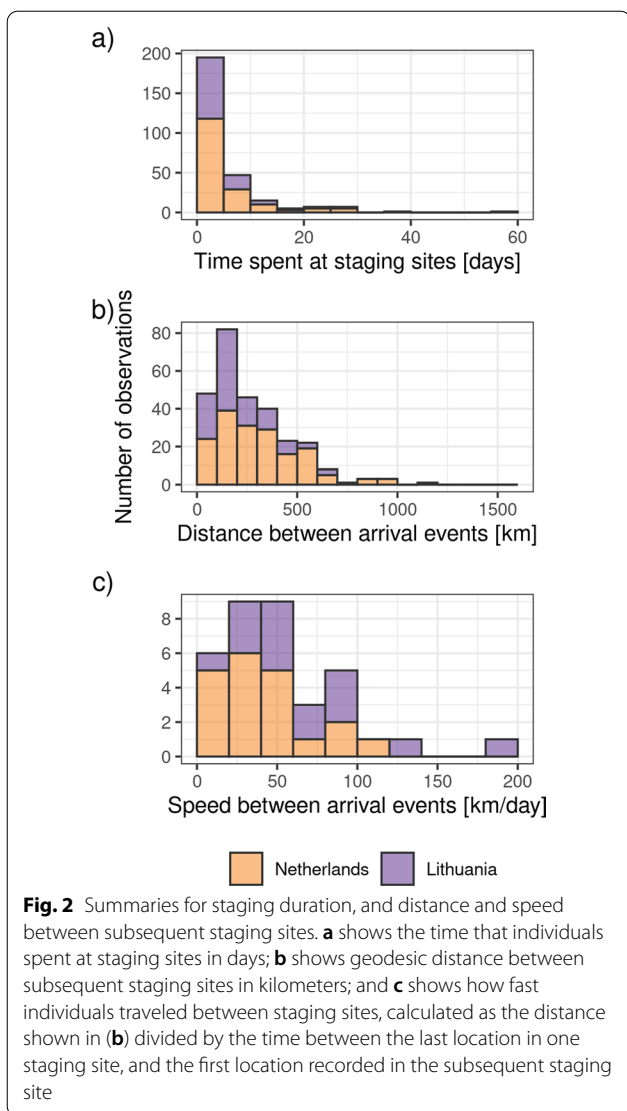 a)
200
150
100
50
0
0 20 40 60
Time spent at staging sites [days]
b)
Number of observations
80
60
40
20
0
0 500 1000 1500
Distance between arrival events [km]
c)
8
6
4
2
0
0 50 100 150 200
Speed between arrival events [km/day]
Netherlands Lithuania
Fig. 2 Summaries for staging duration, and distance and speed
between subsequent staging sites. a shows the time that individuals
spent at staging sites in days; b shows geodesic distance between
subsequent staging sites in kilometers; and c shows how fast
individuals traveled between staging sites, calculated as the distance
shown in (b) divided by the time between the last location in one
staging site, and the first location recorded in the subsequent staging
site